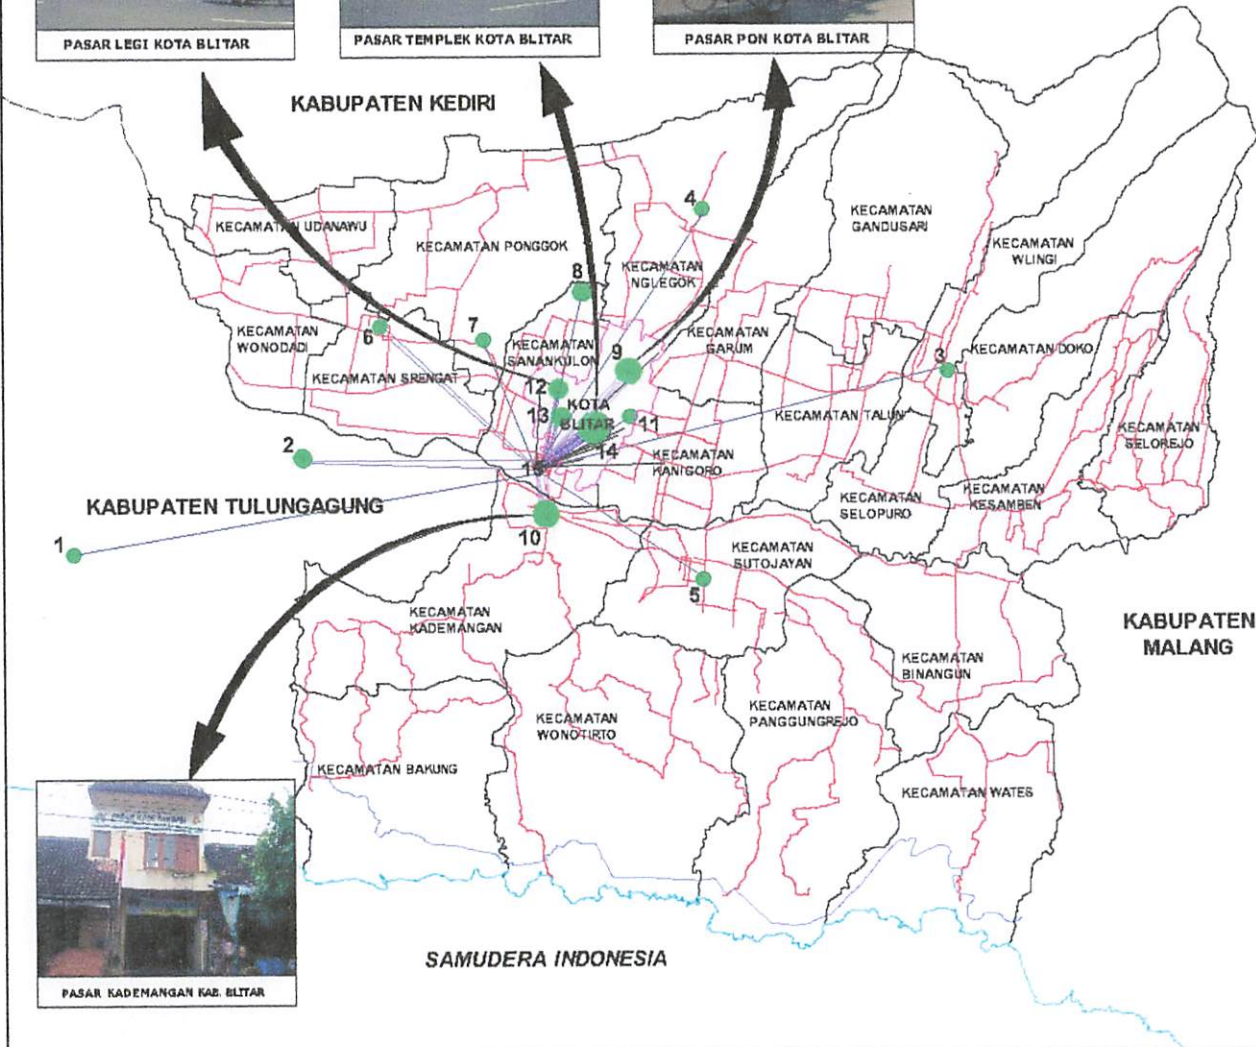 PASAR LEGI KOTA BLITAR
PASAR TEMPLEK KOTA BLITAR
PASAR PON KOTA BLITAR
KABUPATEN KEDIRI
4
KECAMATAN
GANDUSARI
KECAMATAN UDANAWU
KECAMATAN PONGGOK
KECAMATAN
WLINGI
8
KECAMATAN
NGLEGOK
KECAMATAN
WONODADI
6
7
KECAMATAN
SANANKULON
9
KECAMATAN
GARUM
3
KECAMATAN DOKO
KECAMATAN SRENGAT
12
13
KOTA
BLITAR
11
KECAMATAN TALUN
KECAMATAN
SELOREJO
2
14
15
KECAMATAN
KANIGORO
KABUPATEN TULUNGAGUNG
KECAMATAN
SELOPURO
KECAMATAN
KESAMBEN
1
10
KECAMATAN
SUTOJAYAN
5
KECAMATAN
KADEMANGAN
KABUPATEN
MALANG
KECAMATAN
BINANGUN
KECAMATAN
WONOTIRTO
KECAMATAN
PANGGUNGREJO
KECAMATAN BAKUNG
KECAMATAN WATES
SAMUDERA INDONESIA
PASAR KADEMANGAN KAB. BLITAR